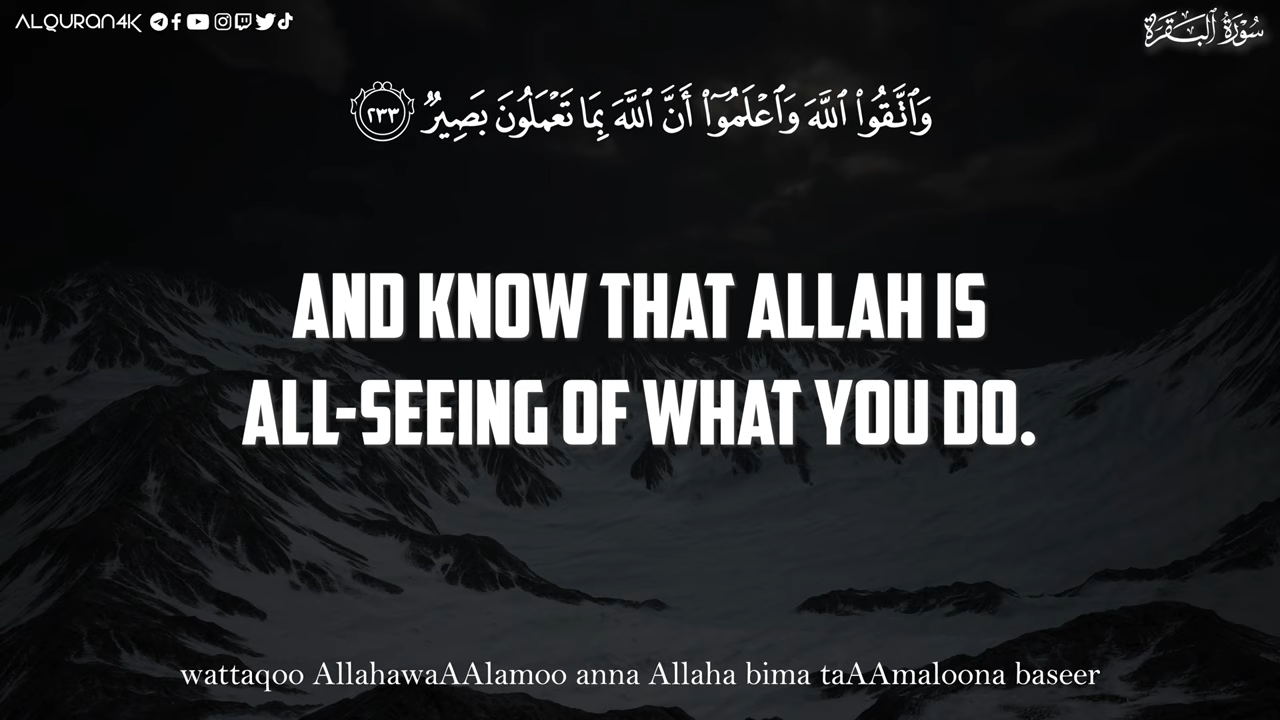 ALQURAN4K
سُورَةُ ٱلْبَقَرَةِ
وَٱتَّقُوا۟ ٱللَّهَ وَٱعْلَمُوٓا۟ أَنَّ ٱللَّهَ بِمَا تَعْمَلُونَ بَصِيرٌۭ ٢٣٣
AND KNOW THAT ALLAH IS
ALL-SEEING OF WHAT YOU DO.
wattaqoo AllahawaAAlamoo anna Allaha bima taAAmaloona baseer